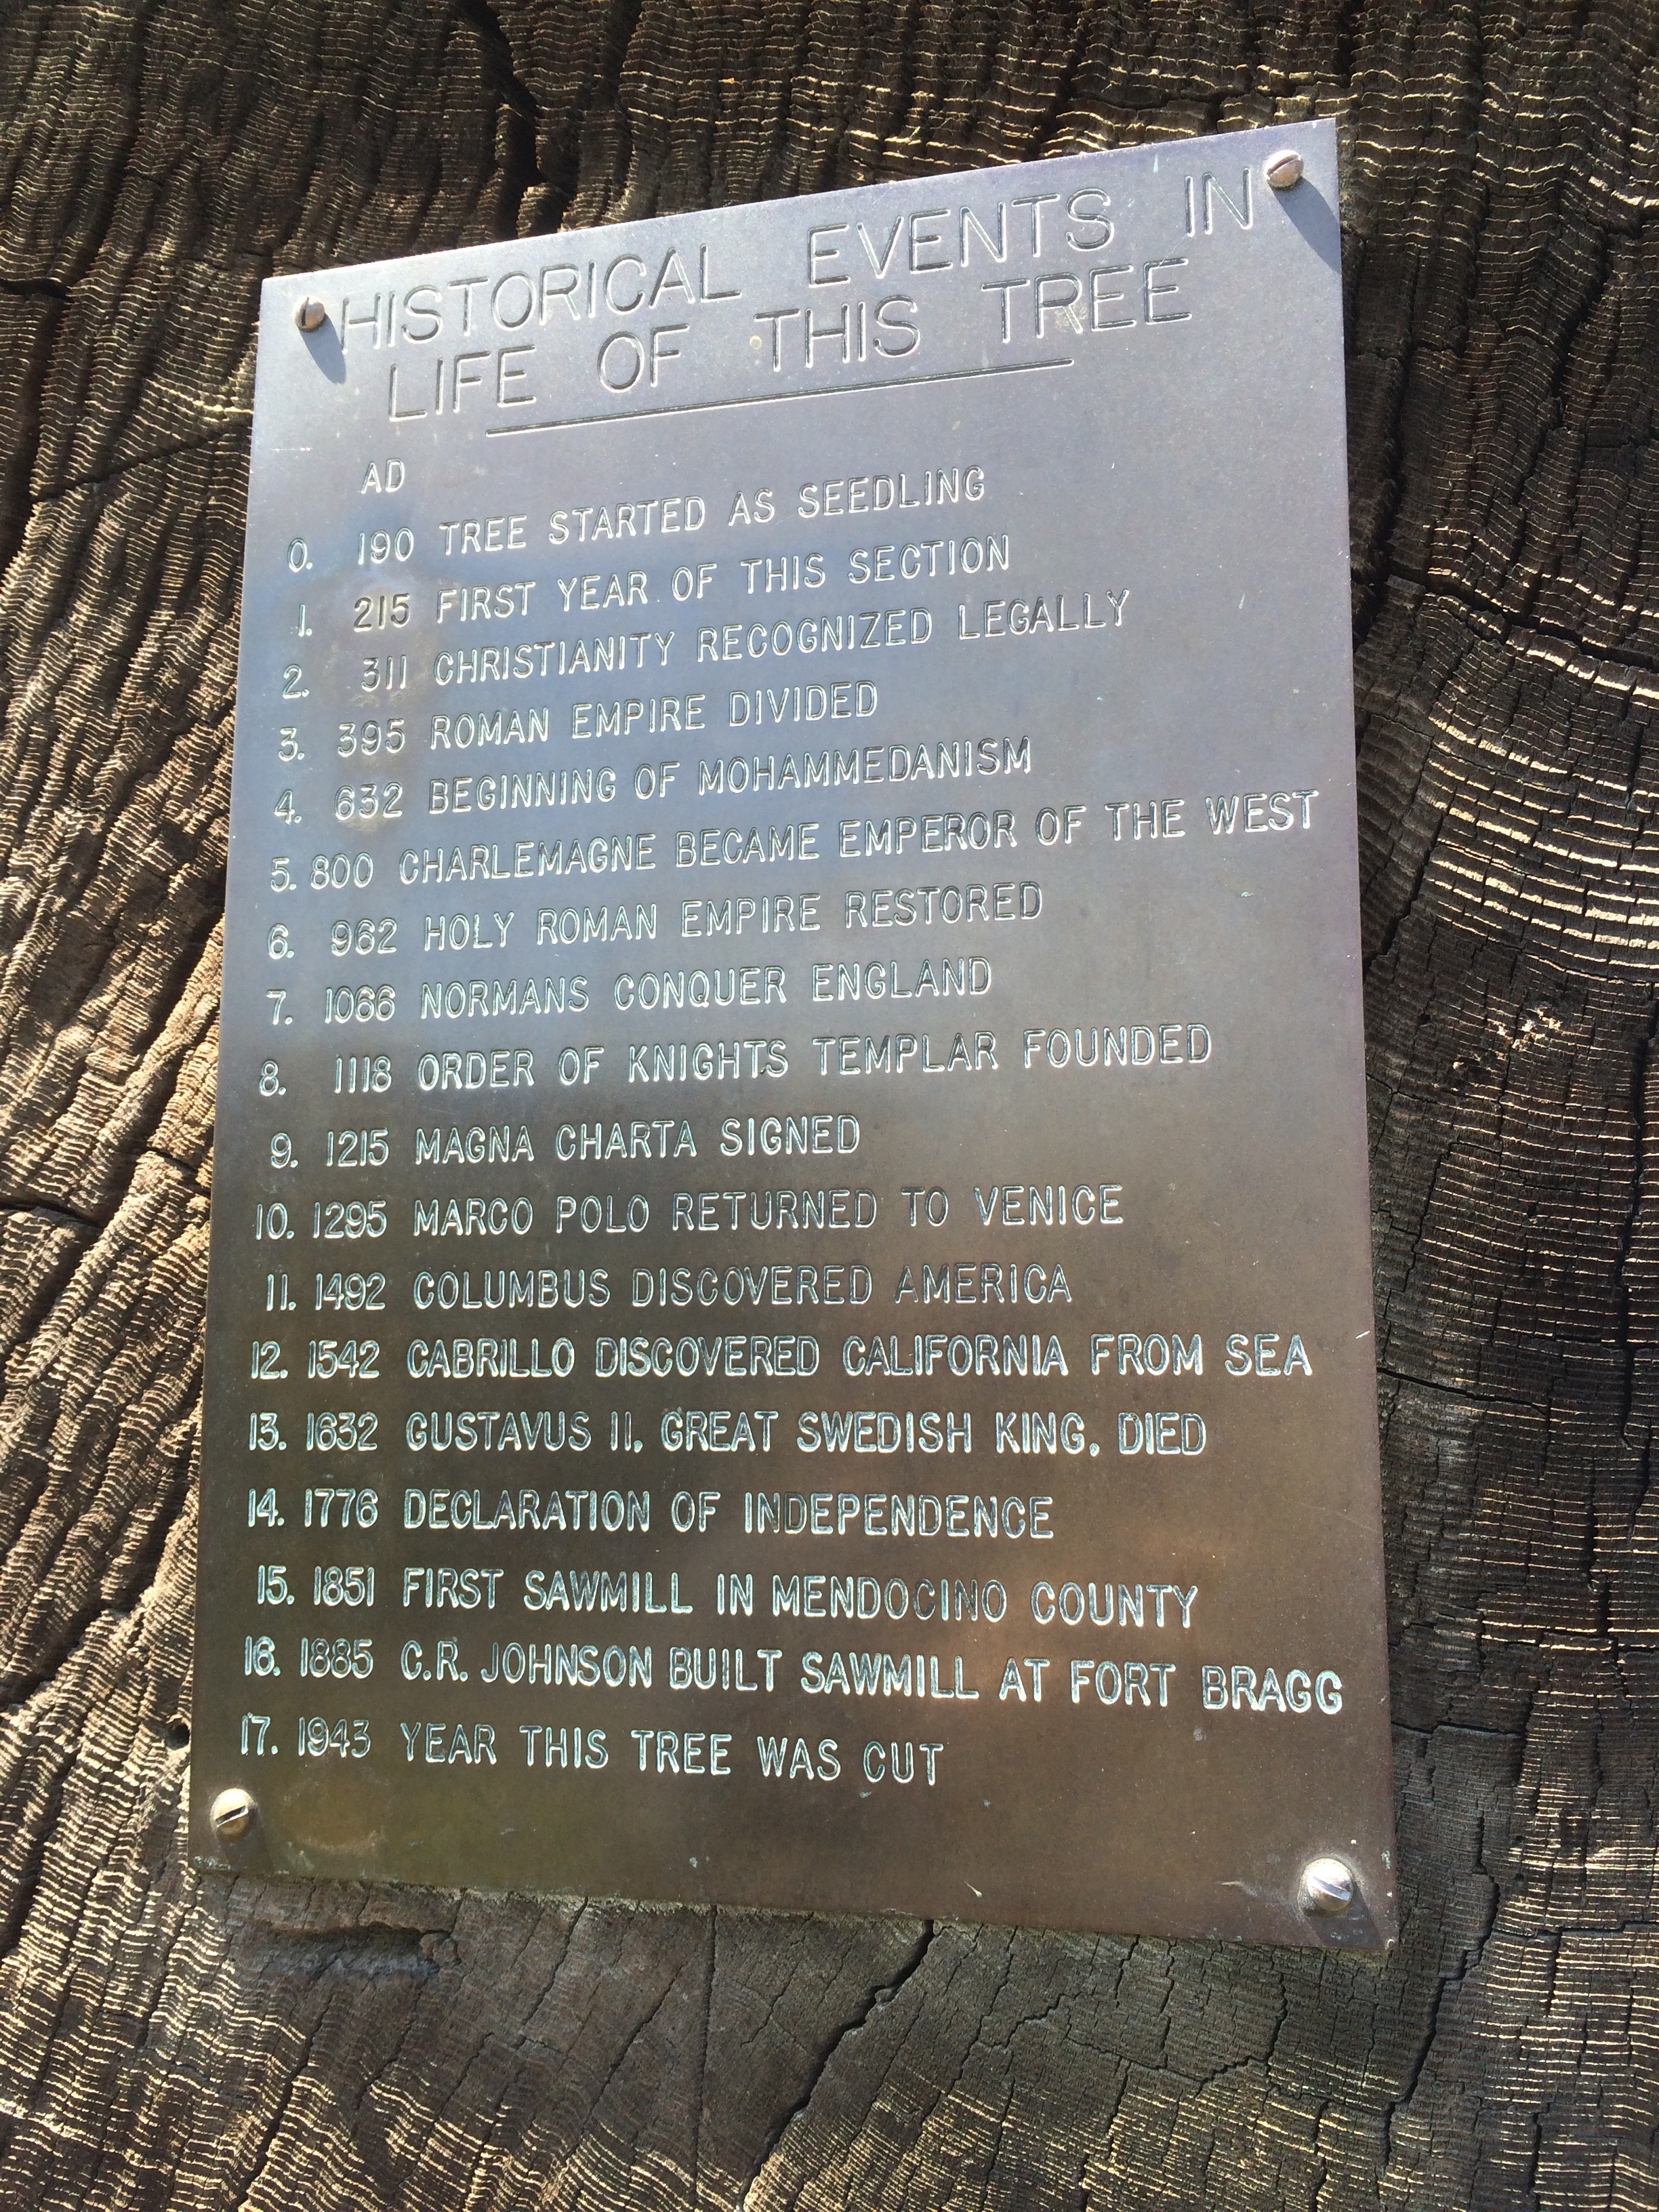 HISTORICAL EVENTS IN
LIFE OF THIS TREE
AD
0. 190 TREE STARTED AS SEEDLING
1. 215 FIRST YEAR OF THIS SECTION
2. 311 CHRISTIANITY RECOGNIZED LEGALLY
3. 395 ROMAN EMPIRE DIVIDED
4. 632 BEGINNING OF MOHAMMEDANISM
5. 800 CHARLEMAGNE BECAME EMPEROR OF THE WEST
6. 962 HOLY ROMAN EMPIRE RESTORED
7. 1066 NORMANS CONQUER ENGLAND
8. 1118 ORDER OF KNIGHTS TEMPLAR FOUNDED
9. 1215 MAGNA CHARTA SIGNED
10. 1295 MARCO POLO RETURNED TO VENICE
11. 1492 COLUMBUS DISCOVERED AMERICA
12. 1542 CABRILLO DISCOVERED CALIFORNIA FROM SEA
13. 1632 GUSTAVUS II. GREAT SWEDISH KING. DIED
14. 1776 DECLARATION OF INDEPENDENCE
15. 1851 FIRST SAWMILL IN MENDOCINO COUNTY
16. 1885 C.R. JOHNSON BUILT SAWMILL AT FORT BRAGG
17. 1943 YEAR THIS TREE WAS CUT